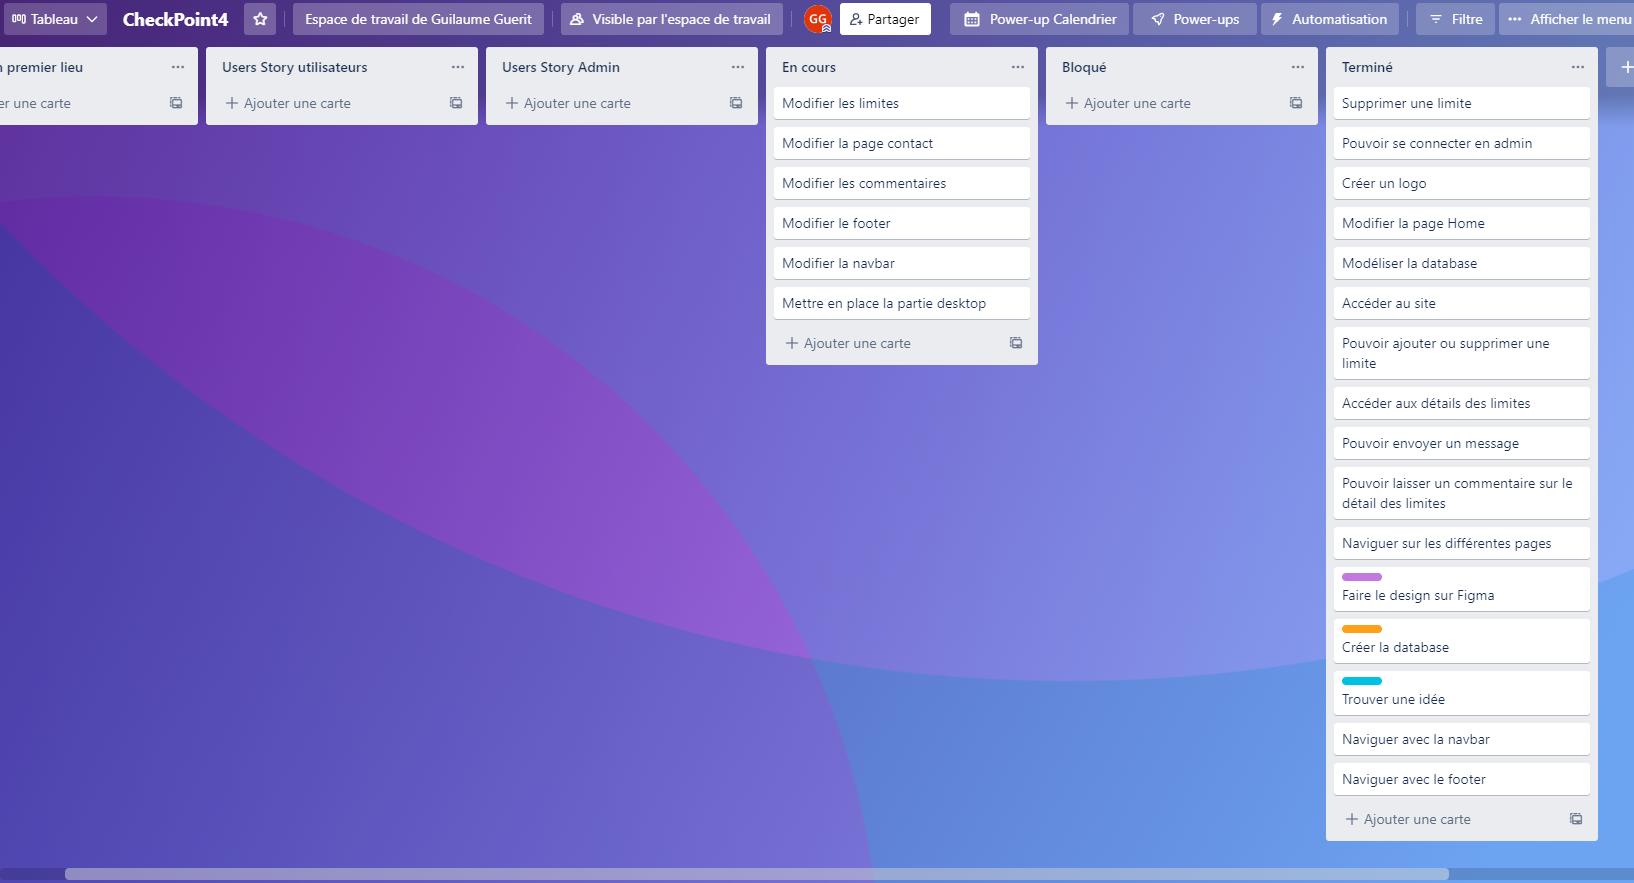 Tableau
CheckPoint4
Espace de travail de Guilaume Guerit
Visible par l'espace de travail
GG
Partager
Power-up Calendrier
Power-ups
Automatisation
Filtre
Afficher le menu
premier lieu
une carte
Users Story utilisateurs
Ajouter une carte
Users Story Admin
Ajouter une carte
En cours
Modifier les limites
Modifier la page contact
Modifier les commentaires
Modifier le footer
Modifier la navbar
Mettre en place la partie desktop
Ajouter une carte
Bloqué
Ajouter une carte
Terminé
Supprimer une limite
Pouvoir se connecter en admin
Créer un logo
Modifier la page Home
Modéliser la database
Accéder au site
Pouvoir ajouter ou supprimer une
limite
Accéder aux détails des limites
Pouvoir envoyer un message
Pouvoir laisser un commentaire sur le
détail des limites
Naviguer sur les différentes pages
Faire le design sur Figma
Créer la database
Trouver une idée
Naviguer avec la navbar
Naviguer avec le footer
Ajouter une carte